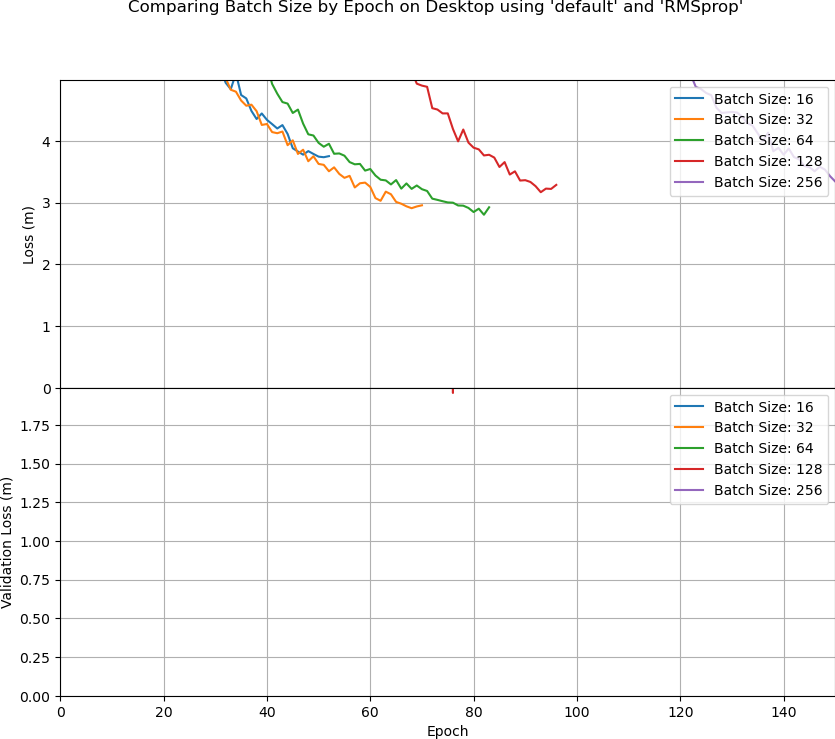 Comparing Batch Size by Epoch on Desktop using 'default' and 'RMSprop'
Batch Size: 16
Batch Size: 32
Batch Size: 64
Batch Size: 128
Batch Size: 256
4
3
2
1
0
Loss (m)
Batch Size: 16
Batch Size: 32
Batch Size: 64
Batch Size: 128
Batch Size: 256
1.75
1.50
1.25
1.00
0.75
0.50
0.25
0.00
Validation Loss (m)
0 20 40 60 80 100 120 140
Epoch